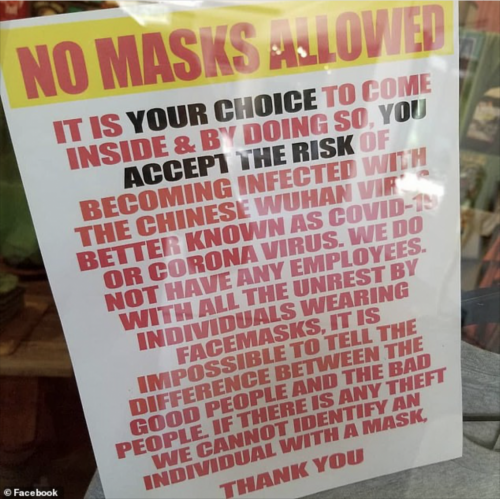 NO MASKS ALLOWED
IT IS YOUR CHOICE TO COME
INSIDE & BY DOING SO, YOU
ACCEPT THE RISK OF
BECOMING INFECTED WITH
THE CHINESE WUHAN VIRUS
BETTER KNOWN AS COVID-19
OR CORONA VIRUS. WE DO
NOT HAVE ANY EMPLOYEES.
WITH ALL THE UNREST BY
INDIVIDUALS WEARING
FACEMASKS, IT IS
IMPOSSIBLE TO TELL THE
DIFFERENCE BETWEEN THE
GOOD PEOPLE AND THE BAD
PEOPLE. IF THERE IS ANY THEFT
WE CANNOT IDENTIFY AN
INDIVIDUAL WITH A MASK,
THANK YOU
© Facebook